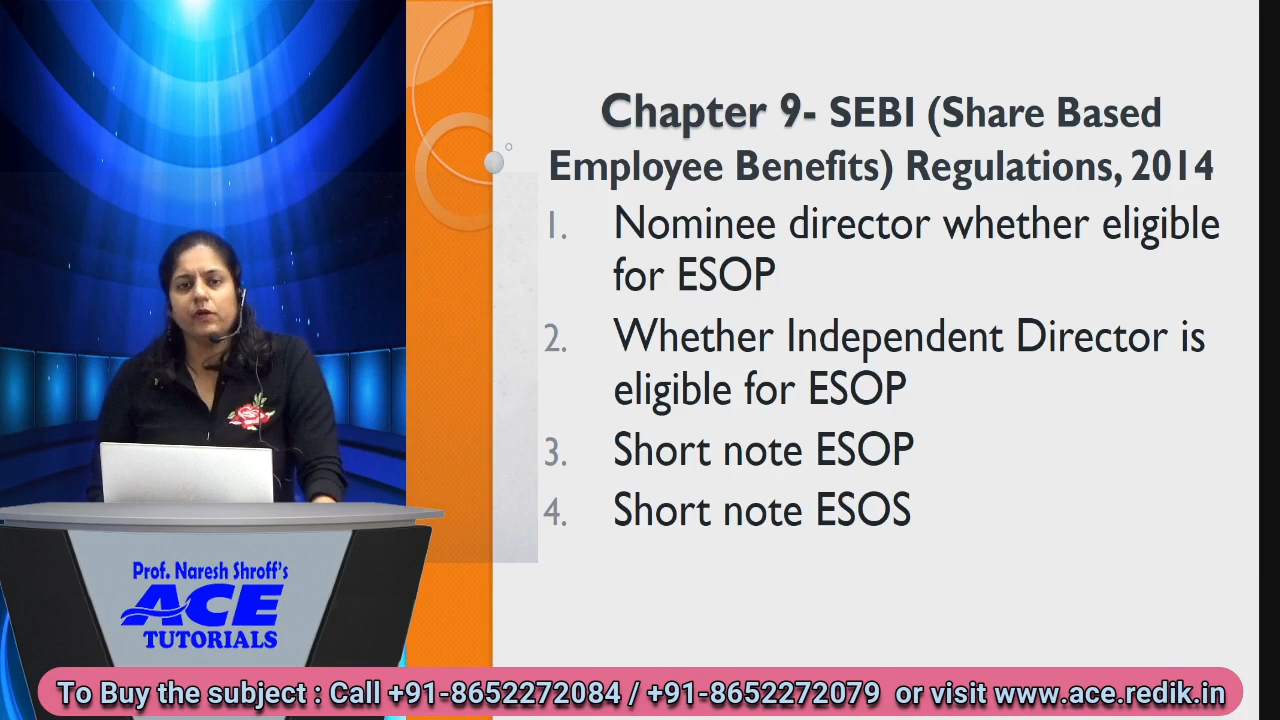 Chapter 9- SEBI (Share Based
Employee Benefits) Regulations, 2014
1. Nominee director whether eligible
for ESOP
2. Whether Independent Director is
eligible for ESOP
3. Short note ESOP
4. Short note ESOS
Prof. Naresh Shroff's
ACE
TUTORIALS
To Buy the subject : Call +91-8652272084 / +91-8652272079 or visit www.ace.redik.in